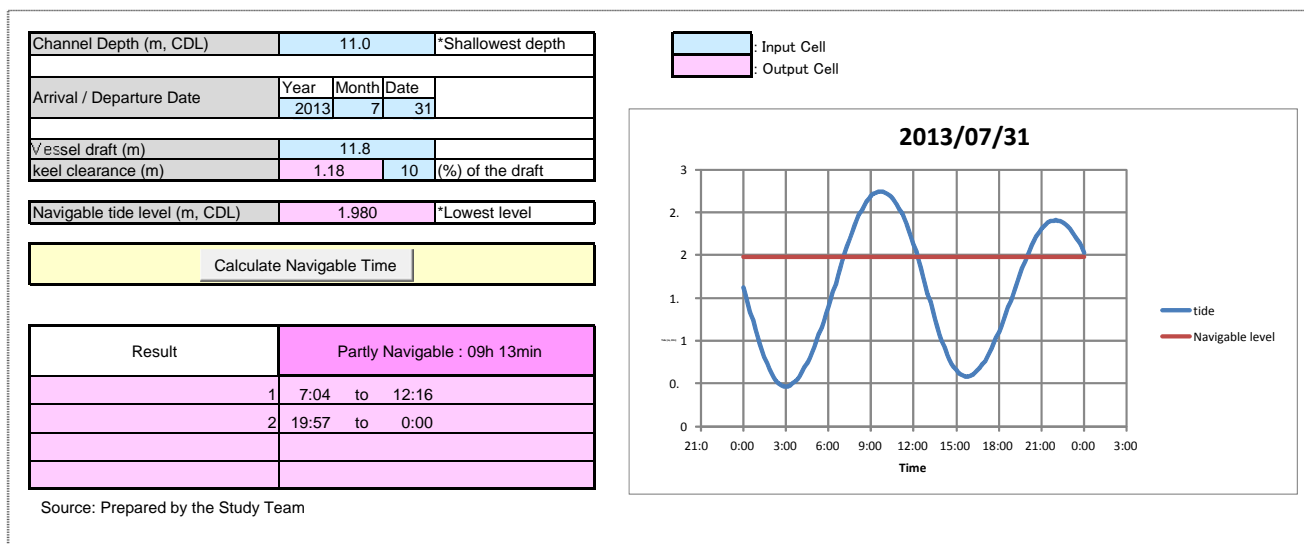 Channel Depth (m, CDL) 11.0 *Shallowest depth
Year Month Date
Arrival / Departure Date
2013 7 31
Vessel draft (m) 11.8
keel clearance (m) 1.18 10 (%) of the draft
Navigable tide level (m, CDL) 1.980 *Lowest level
Calculate Navigable Time
Result Partly Navigable : 09h 13min
1 7:04 to 12:16
2 19:57 to 0:00
Source: Prepared by the Study Team
: Input Cell
: Output Cell
2013/07/31
3
2.
2
1.
1
0.
0
21:0 0:00 3:00 6:00 9:00 12:00 15:00 18:00 21:00 0:00 3:00
Time
tide
Navigable level